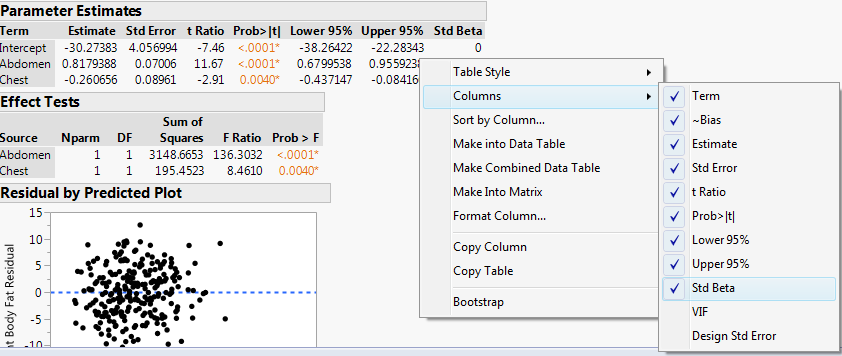 Parameter Estimates
Term Estimate Std Error t Ratio Prob>|t| Lower 95% Upper 95% Std Beta
Intercept -30.27383 4.056994 -7.46 <.0001* -38.26422 -22.28343 0
Abdomen 0.8179388 0.07006 11.67 <.0001* 0.6799538 0.955923
Chest -0.260656 0.08961 -2.91 0.0040* -0.437147 -0.08416
Effect Tests
Sum of
Source Nparm DF Squares F Ratio Prob > F
Abdomen 1 1 3148.6653 136.3032 <.0001*
Chest 1 1 195.4523 8.4610 0.0040*
Residual by Predicted Plot
15
10
5
0
-5
-10
nt Body Fat Residual
Table Style
Columns
Sort by Column...
Make into Data Table
Make Combined Data Table
Make Into Matrix
Format Column...
Copy Column
Copy Table
Bootstrap
Term
~Bias
Estimate
Std Error
t Ratio
Prob>|t|
Lower 95%
Upper 95%
Std Beta
VIF
Design Std Error